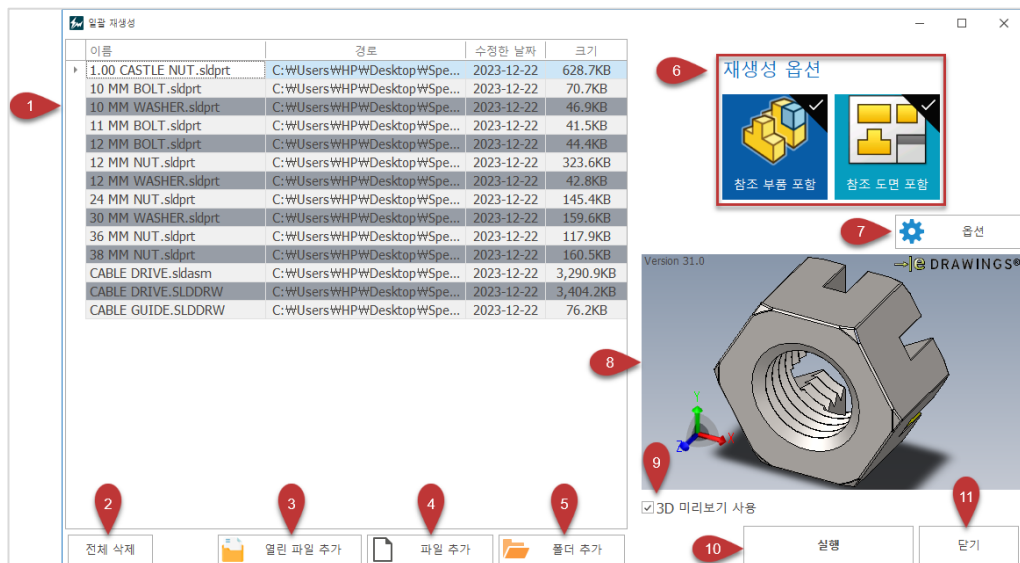 일괄 재생성
이름 경로 수정한 날짜 크기
1.00 CASTLE NUT.sldprt C:₩Users₩HP₩Desktop₩Spe... 2023-12-22 628.7KB
10 MM BOLT.sldprt C:₩Users₩HP₩Desktop₩Spe... 2023-12-22 70.7KB
10 MM WASHER.sldprt C:₩Users₩HP₩Desktop₩Spe... 2023-12-22 46.9KB
11 MM BOLT.sldprt C:₩Users₩HP₩Desktop₩Spe... 2023-12-22 41.5KB
12 MM BOLT.sldprt C:₩Users₩HP₩Desktop₩Spe... 2023-12-22 44.4KB
12 MM NUT.sldprt C:₩Users₩HP₩Desktop₩Spe... 2023-12-22 323.6KB
12 MM WASHER.sldprt C:₩Users₩HP₩Desktop₩Spe... 2023-12-22 42.8KB
24 MM NUT.sldprt C:₩Users₩HP₩Desktop₩Spe... 2023-12-22 145.4KB
30 MM WASHER.sldprt C:₩Users₩HP₩Desktop₩Spe... 2023-12-22 159.6KB
36 MM NUT.sldprt C:₩Users₩HP₩Desktop₩Spe... 2023-12-22 117.9KB
38 MM NUT.sldprt C:₩Users₩HP₩Desktop₩Spe... 2023-12-22 160.5KB
CABLE DRIVE.sldasm C:₩Users₩HP₩Desktop₩Spe... 2023-12-22 3,290.9KB
CABLE DRIVE.SLDDRW C:₩Users₩HP₩Desktop₩Spe... 2023-12-22 3,404.2KB
CABLE GUIDE.SLDDRW C:₩Users₩HP₩Desktop₩Spe... 2023-12-22 76.2KB
1
2
3
4
5
전체 삭제 열린 파일 추가 파일 추가 폴더 추가
6
재생성 옵션
참조 부품 포함 참조 도면 포함
7
옵션
Version 31.0 eDRAWINGS®
8
Y
X
Z
9
3D 미리보기 사용
10
11
실행 닫기